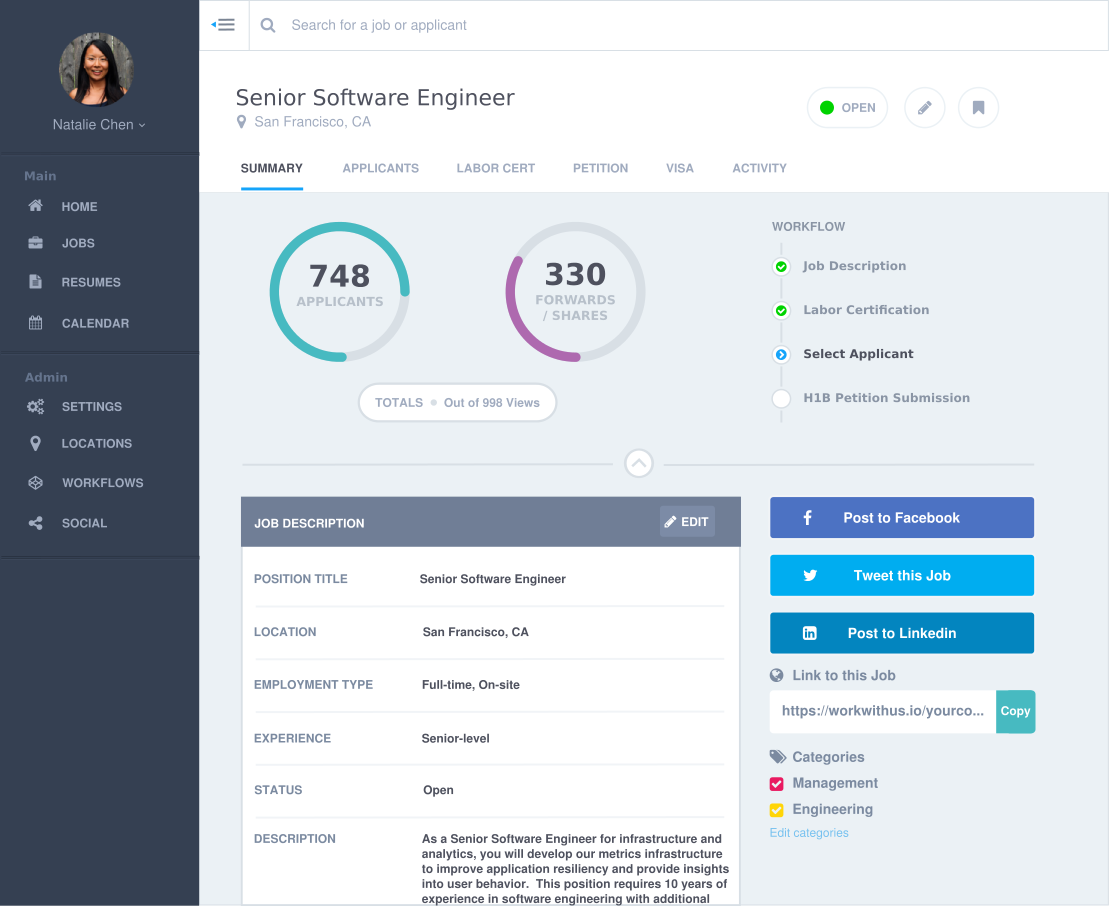 Natalie Chen
Main
HOME
JOBS
RESUMES
CALENDAR
Admin
SETTINGS
LOCATIONS
WORKFLOWS
SOCIAL
Search for a job or applicant
Senior Software Engineer
San Francisco, CA
OPEN
SUMMARY APPLICANTS LABOR CERT PETITION VISA ACTIVITY
748
APPLICANTS
330
FORWARDS
/ SHARES
TOTALS Out of 998 Views
WORKFLOW
Job Description
Labor Certification
Select Applicant
H1B Petition Submission
JOB DESCRIPTION EDIT
POSITION TITLE Senior Software Engineer
LOCATION San Francisco, CA
EMPLOYMENT TYPE Full-time, On-site
EXPERIENCE Senior-level
STATUS Open
DESCRIPTION As a Senior Software Engineer for infrastructure and
analytics, you will develop our metrics infrastructure
to improve application resiliency and provide insights
into user behavior.  This position requires 10 years of
experience in software engineering with additional
Post to Facebook
Tweet this Job
Post to Linkedin
Link to this Job
https://workwithus.io/yourco... Copy
Categories
Management
Engineering
Edit categories